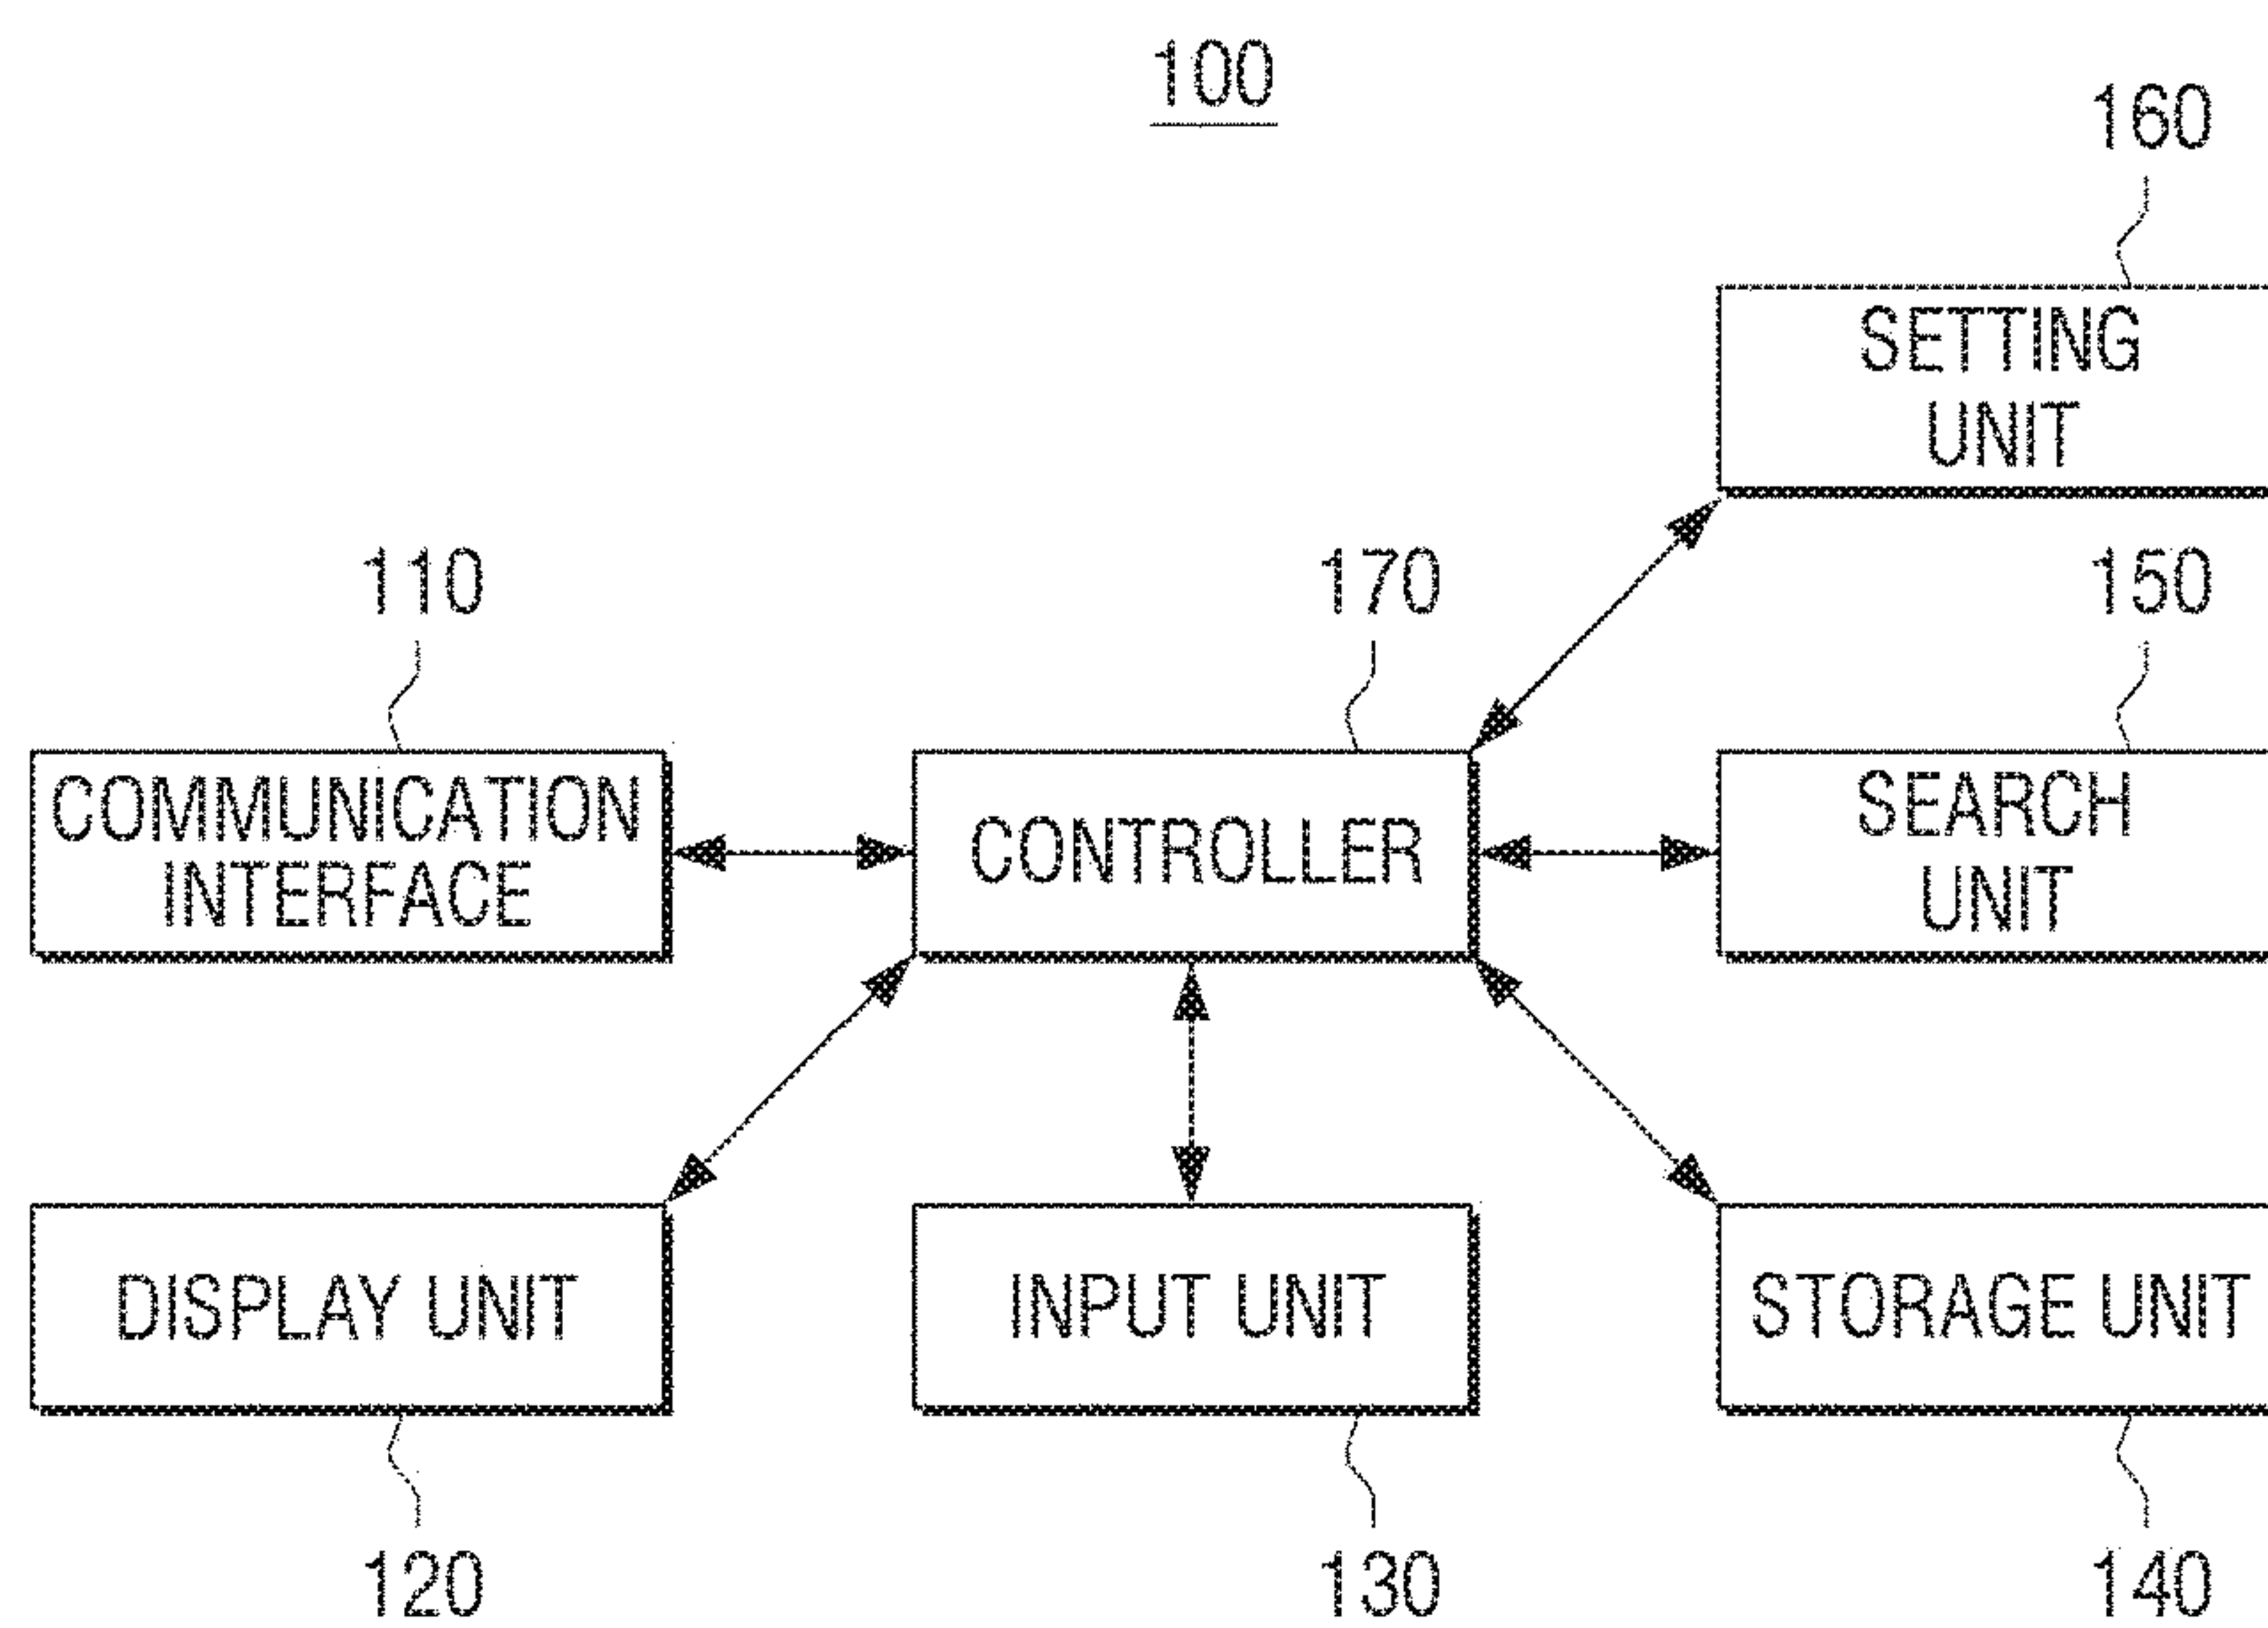 100
160
SETTING
UNIT
110
170
150
COMMUNICATION
INTERFACE
CONTROLLER
SEARCH
UNIT
DISPLAY UNIT
INPUT UNIT
STORAGE UNIT
120
130
140